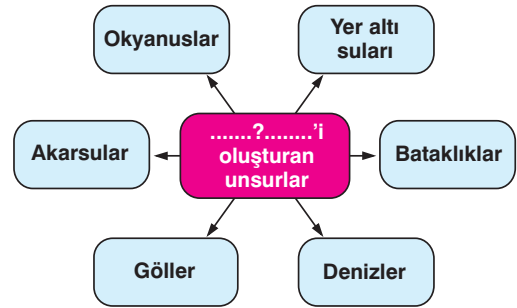 Okyanuslar
Yer altı
suları
.......?........’i
oluşturan
unsurlar
Akarsular
Bataklıklar
Göller
Denizler